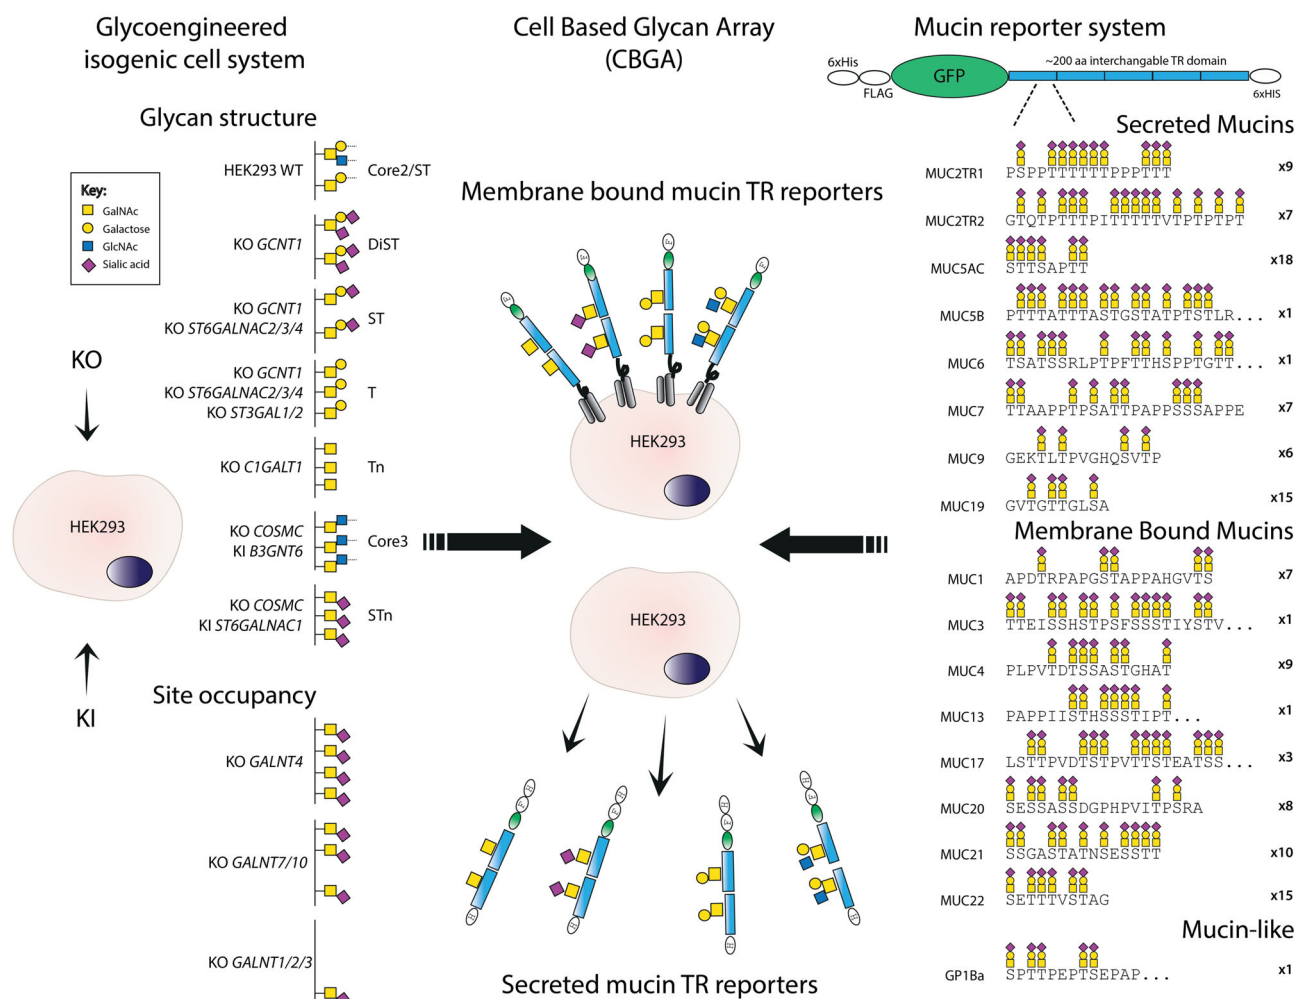 Glycoengineered
isogenic cell system
Glycan structure
Key:
GalNAc
Galactose
GlcNAc
Sialic acid
HEK293 WT
Core2/ST
KO GCNT1
DiST
KO GCNT1
KO ST6GALNAC2/3/4
ST
KO GCNT1
KO ST6GALNAC2/3/4
KO ST3GAL1/2
T
KO C1GALT1
Tn
KO COSMC
KI B3GNT6
Core3
KO COSMC
KI ST6GALNAC1
STn
KO
HEK293
KI
Site occupancy
KO GALNT4
KO GALNT7/10
KO GALNT1/2/3
Cell Based Glycan Array
(CBGA)
Membrane bound mucin TR reporters
F
F
F
F
HEK293
HEK293
H
F
H
H
F
H
H
F
H
H
F
H
Secreted mucin TR reporters
Mucin reporter system
6xHis
FLAG
GFP
~200 aa interchangable TR domain
6xHIS
Secreted Mucins
MUC2TR1 PSPPTTTTTTPPPTTT x9
MUC2TR2 GTQTPTTTPITTTTTVTPTPTPT x7
MUC5AC STTSAPTT x18
MUC5B PTTTATTTASTGSTATPTSTLR... x1
MUC6 TSATSSRLPTPFTTHSPPTGTT... x1
MUC7 TTAAPPTPSATTPAPPSSSAPPE x7
MUC9 GEKTLTPVGHQSVTP x6
MUC19 GVTGTTGLSA x15
Membrane Bound Mucins
MUC1 APDTRPAPGSTAPPAHGVTS x7
MUC3 TTEISSHSTPSFSSSTIYSTV... x1
MUC4 PLPVTDTSSASTGHAT x9
MUC13 PAPPIISTHSSSTIPT... x1
MUC17 LSTTPVDTSTPVTTSTEATSS... x3
MUC20 SESSASSDGPHPVITPSRA x8
MUC21 SSGASTATNSESSTT x10
MUC22 SETTTVSTAG x15
Mucin-like
GP1Ba SPTTPEPTSEPAP... x1